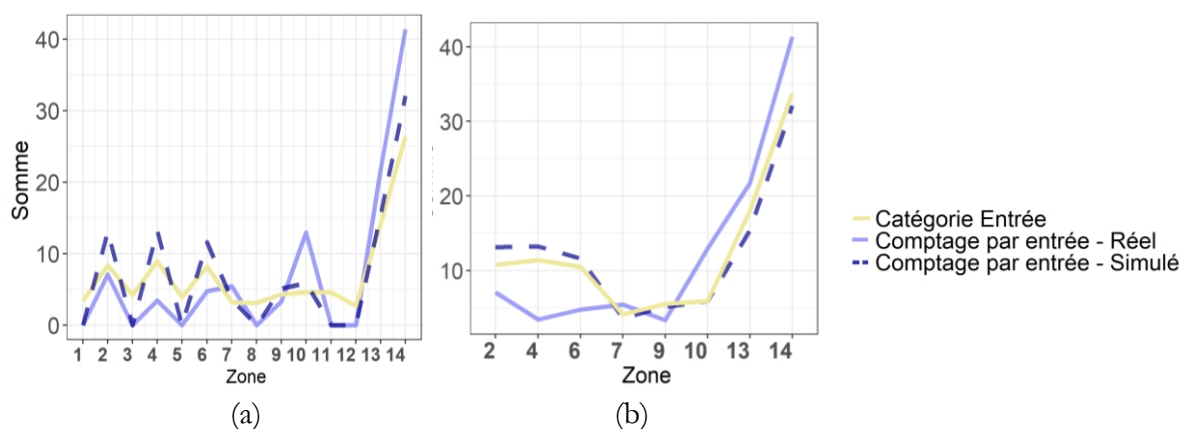 Somme
40
30
20
10
0
1 2 3 4 5 6 7 8 9 10 11 12 13 14
Zone
(a)
40
30
20
10
2 4 6 7 9 10 13 14
Zone
(b)
Catégorie Entrée
Comptage par entrée - Réel
Comptage par entrée - Simulé